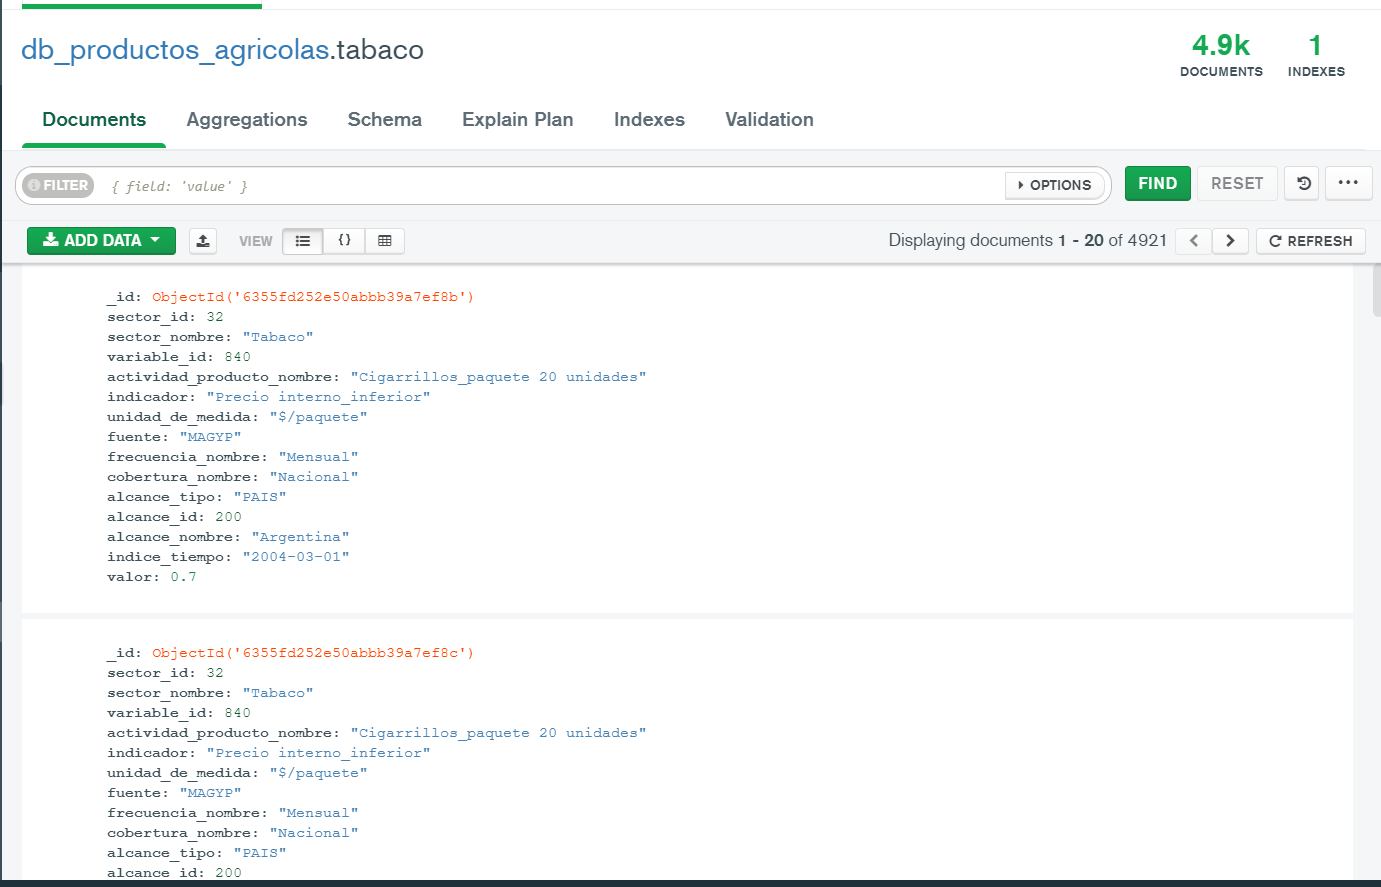 db_productos_agricolas.tabaco
4.9k
DOCUMENTS
1
INDEXES
Documents
Aggregations
Schema
Explain Plan
Indexes
Validation
FILTER
{ field: 'value' }
OPTIONS
FIND
RESET
ADD DATA
VIEW
{}
Displaying documents 1 - 20 of 4921
REFRESH
_id: ObjectId('6355fd252e50abbb39a7ef8b')
sector_id: 32
sector_nombre: "Tabaco"
variable_id: 840
actividad_producto_nombre: "Cigarrillos_paquete 20 unidades"
indicador: "Precio interno_inferior"
unidad_de_medida: "$/paquete"
fuente: "MAGYP"
frecuencia_nombre: "Mensual"
cobertura_nombre: "Nacional"
alcance_tipo: "PAIS"
alcance_id: 200
alcance_nombre: "Argentina"
indice_tiempo: "2004-03-01"
valor: 0.7
_id: ObjectId('6355fd252e50abbb39a7ef8c')
sector_id: 32
sector_nombre: "Tabaco"
variable_id: 840
actividad_producto_nombre: "Cigarrillos_paquete 20 unidades"
indicador: "Precio interno_inferior"
unidad_de_medida: "$/paquete"
fuente: "MAGYP"
frecuencia_nombre: "Mensual"
cobertura_nombre: "Nacional"
alcance_tipo: "PAIS"
alcance_id: 200